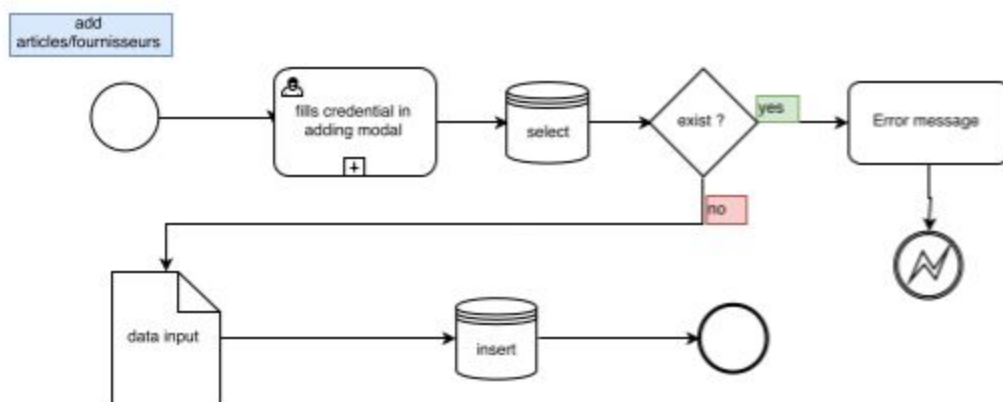 add
articles/fournisseurs
fills credential in
adding modal
select
exist ?
yes
Error message
no
data input
insert